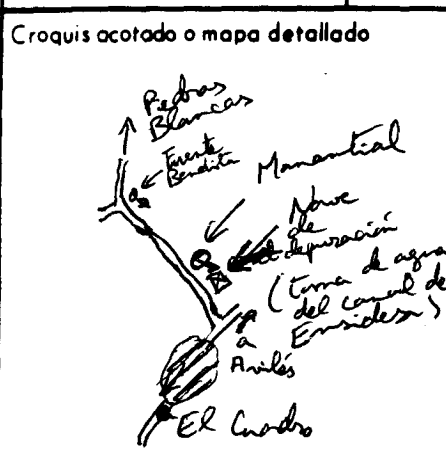 Croquis acotado o mapa detallado
Piedras
Blancas
Fuente
Bendita
Manantial
Nave
de
depuración
(toma de agua
del canal de
Ensidesa)
a
Avilés
El Cuadro